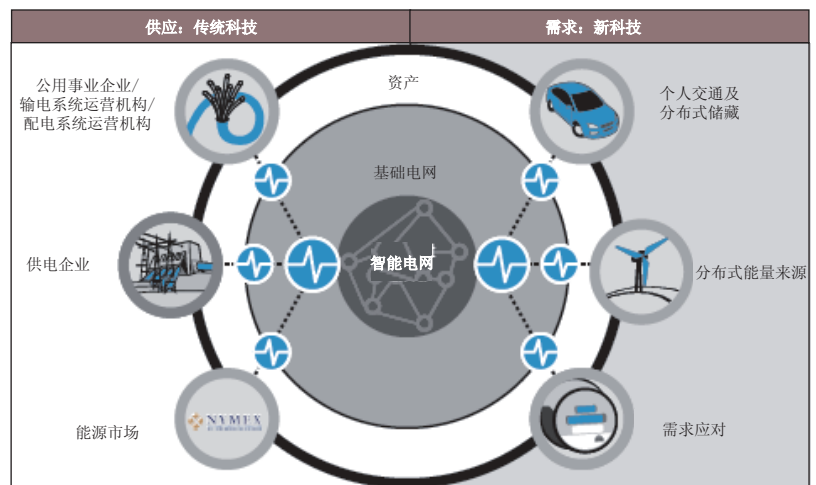 供应：传统科技
需求：新科技
资产
公用事业企业/
输电系统运营机构/
配电系统运营机构
个人交通及
分布式储藏
基础电网
供电企业
智能电网
分布式能量来源
能源市场
NYMEX
需求应对